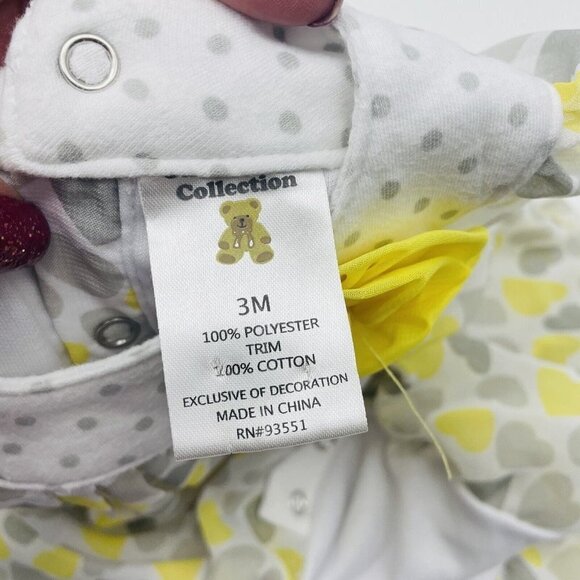 Collection
3M
100% POLYESTER
TRIM
100% COTTON
EXCLUSIVE OF DECORATION
MADE IN CHINA
RN#93551